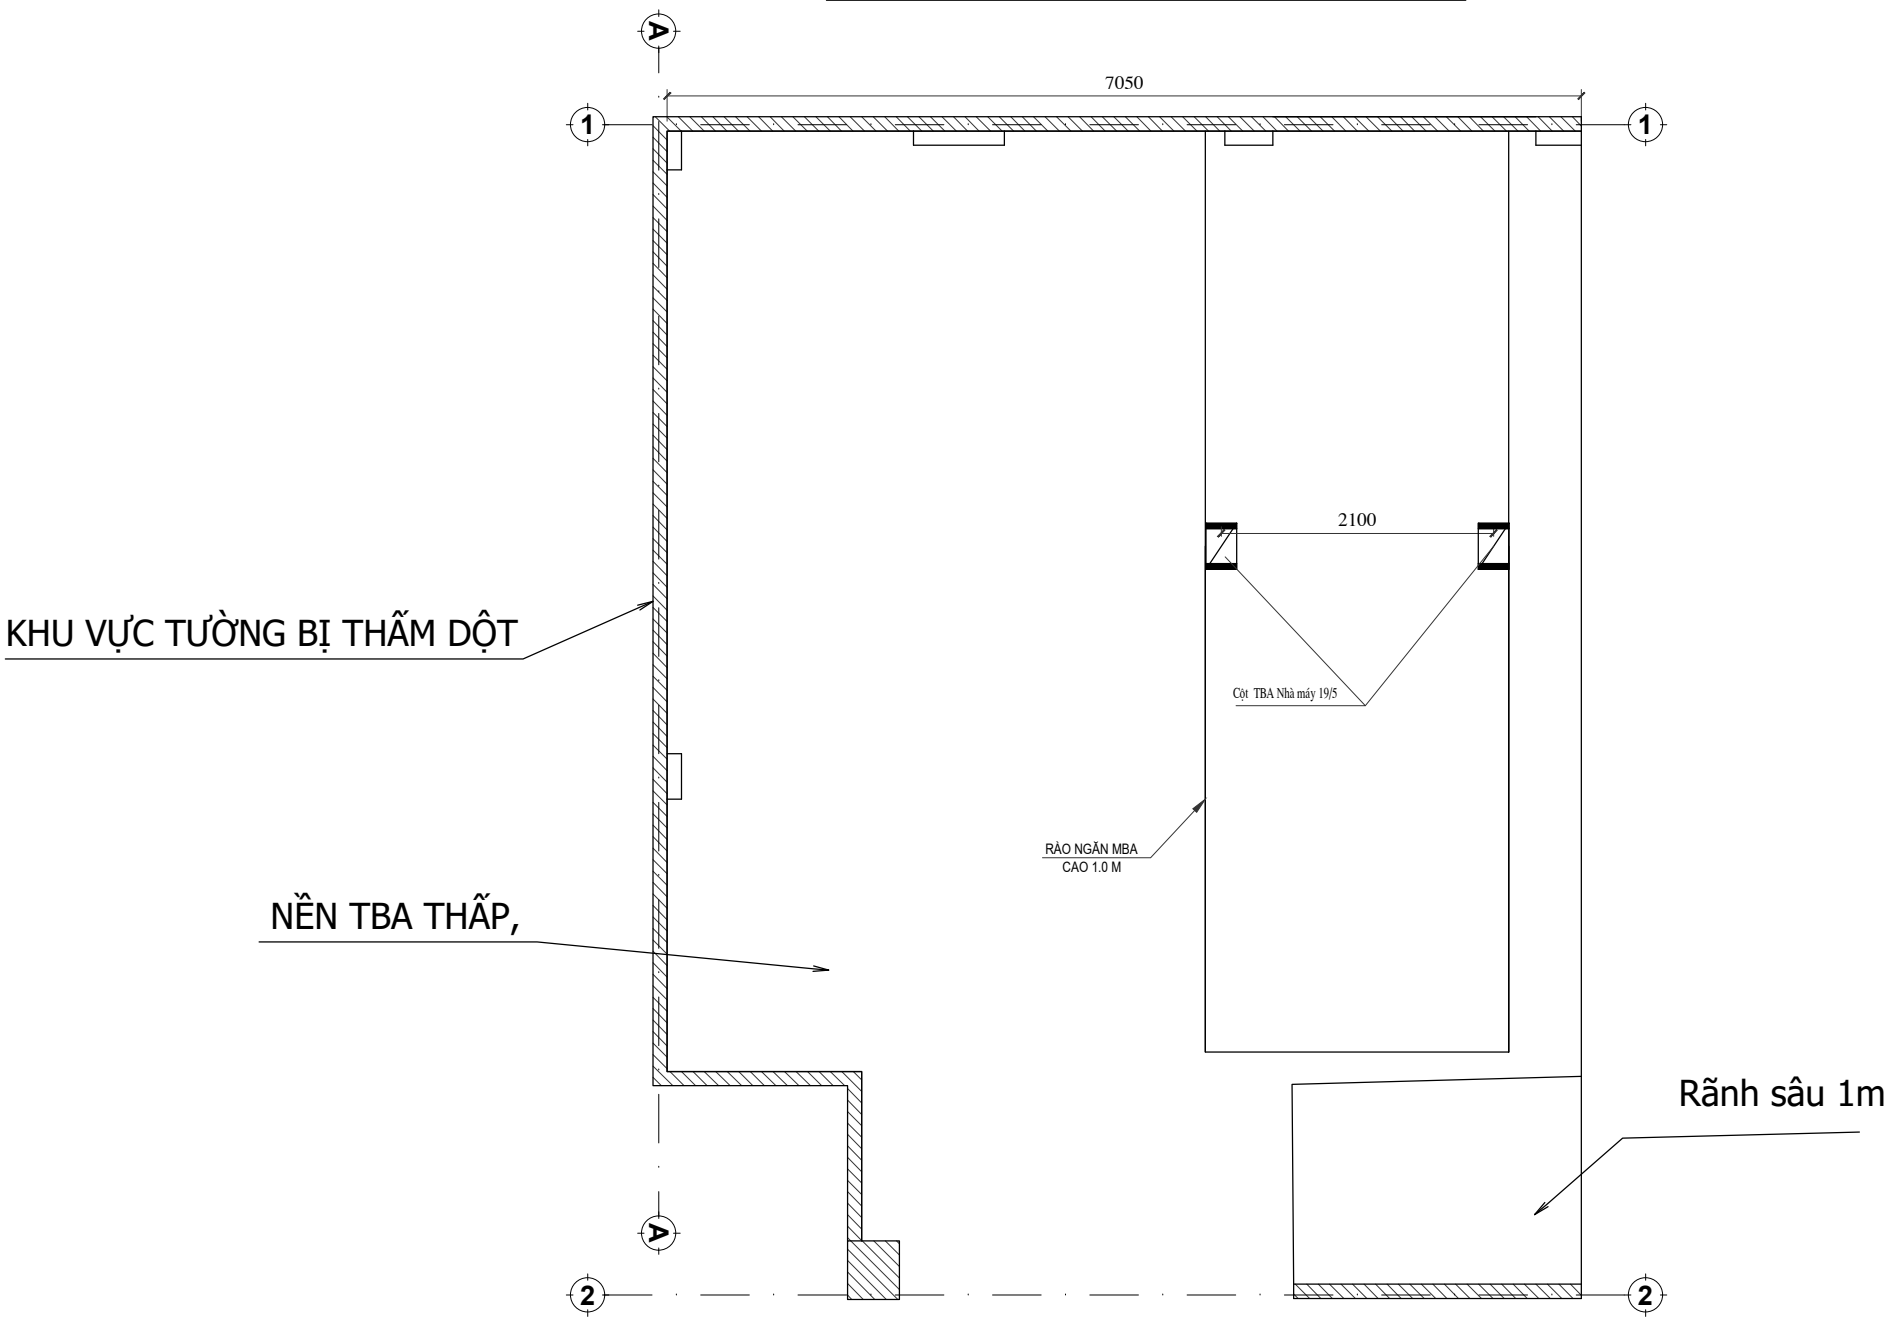 A
7050
1
1
2100
KHU VỰC TƯỜNG BỊ THẤM DỘT
Cột TBA Nhà máy 19/5
RÀO NGĂN MBA
CAO 1.0 M
NỀN TBA THẤP,
Rãnh sâu 1m
A
2
2